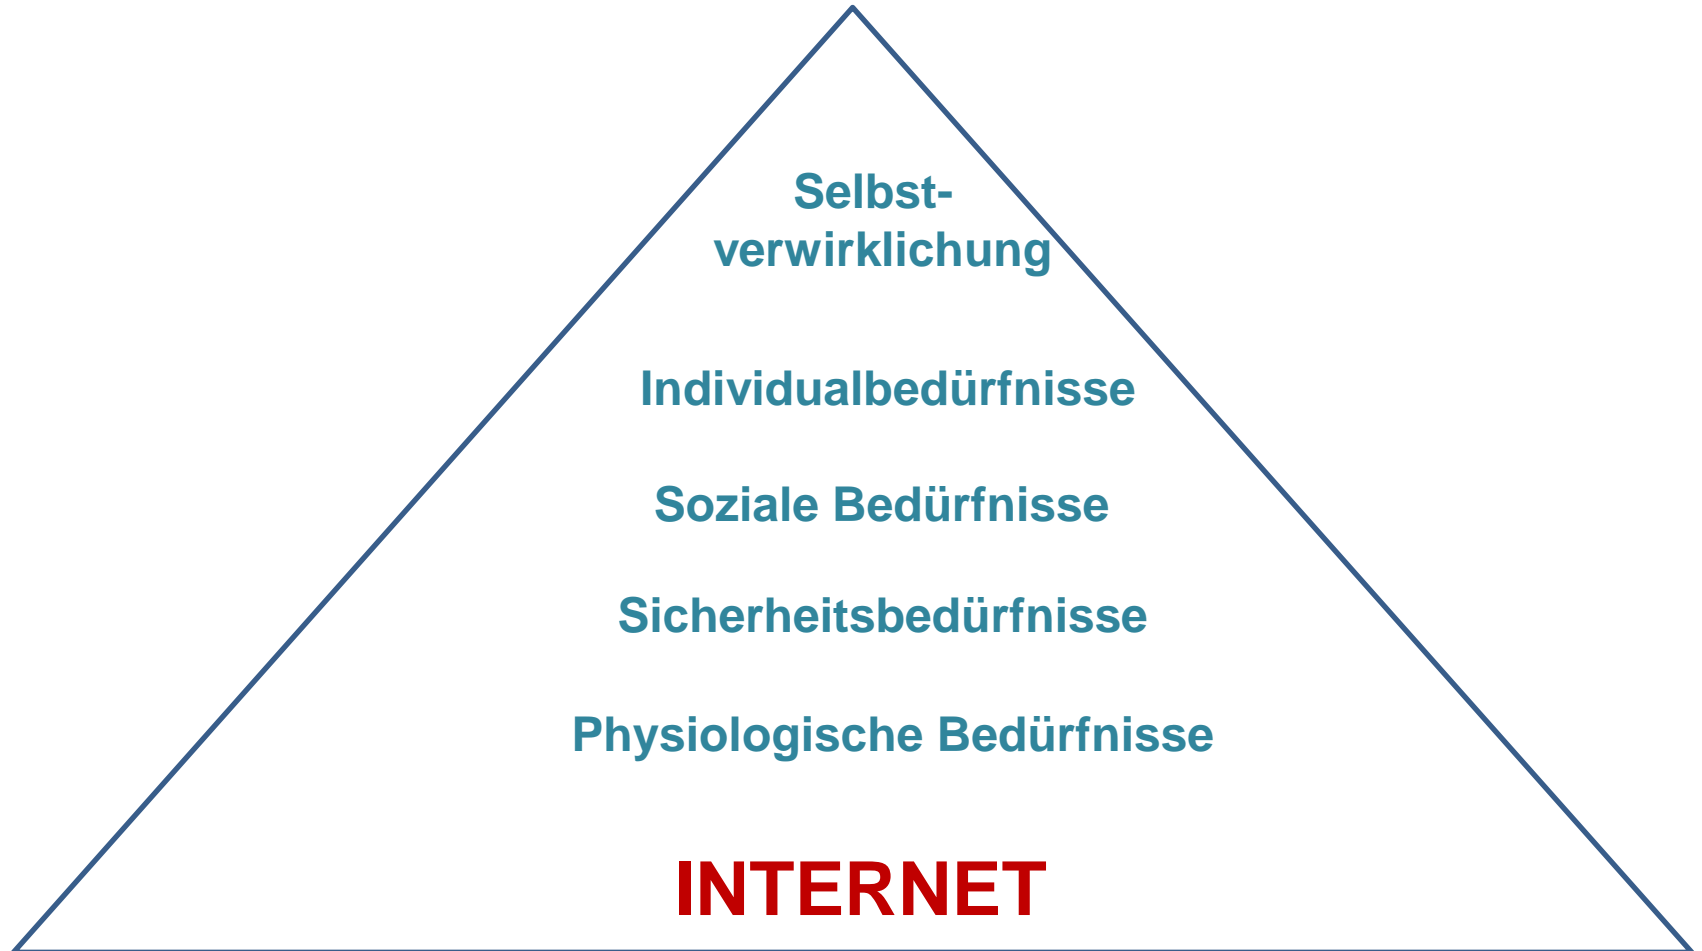 Selbst-
verwirklichung
Individualbedürfnisse
Soziale Bedürfnisse
Sicherheitsbedürfnisse
Physiologische Bedürfnisse
INTERNET